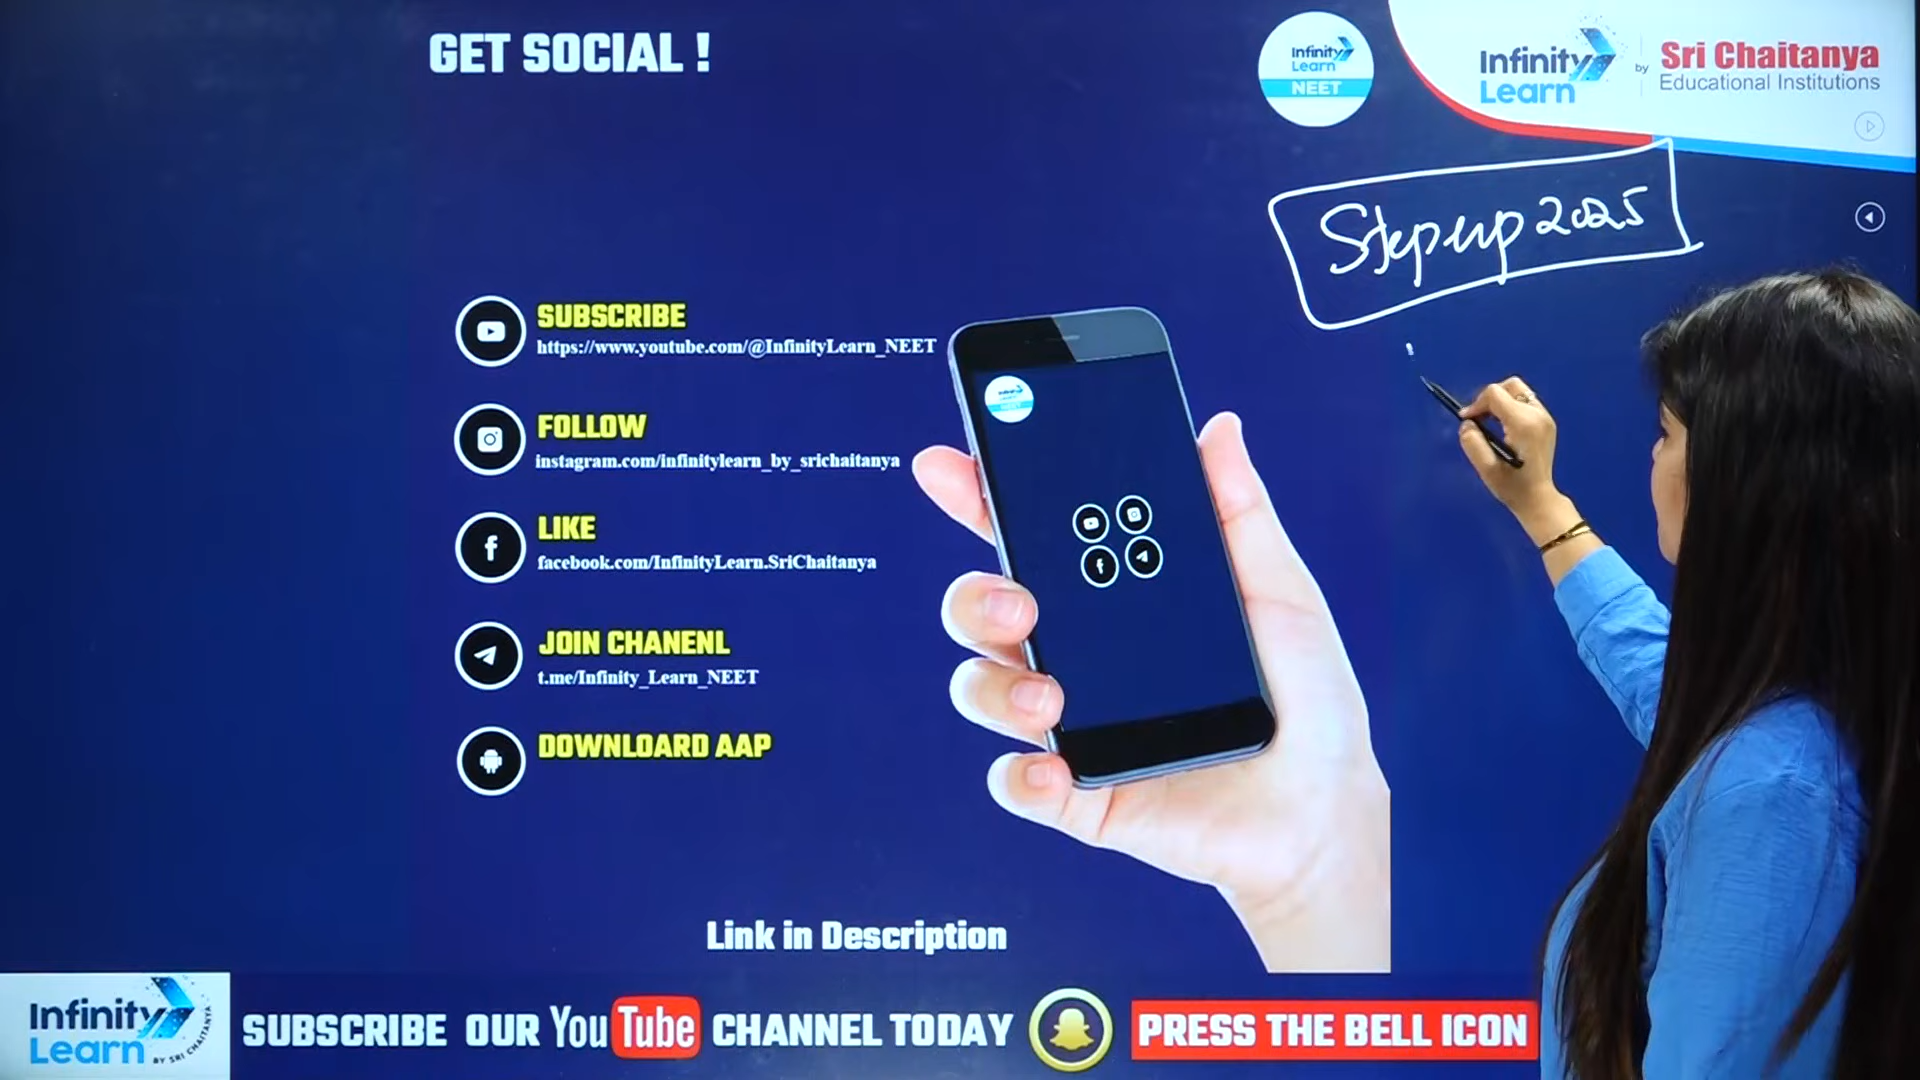 GET SOCIAL !
Infinity
Learn
NEET
Infinity
Learn
by
Sri Chaitanya
Educational Institutions
Stepup 2025
SUBSCRIBE
https://www.youtube.com/@InfinityLearn_NEET
FOLLOW
instagram.com/infinitylearn_by_srichaitanya
LIKE
facebook.com/InfinityLearn.SriChaitanya
JOIN CHANENL
t.me/Infinity_Learn_NEET
DOWNLOARD AAP
Link in Description
Infinity
Learn
BY SRI CHAITANYA
SUBSCRIBE OUR YouTube CHANNEL TODAY
PRESS THE BELL ICON